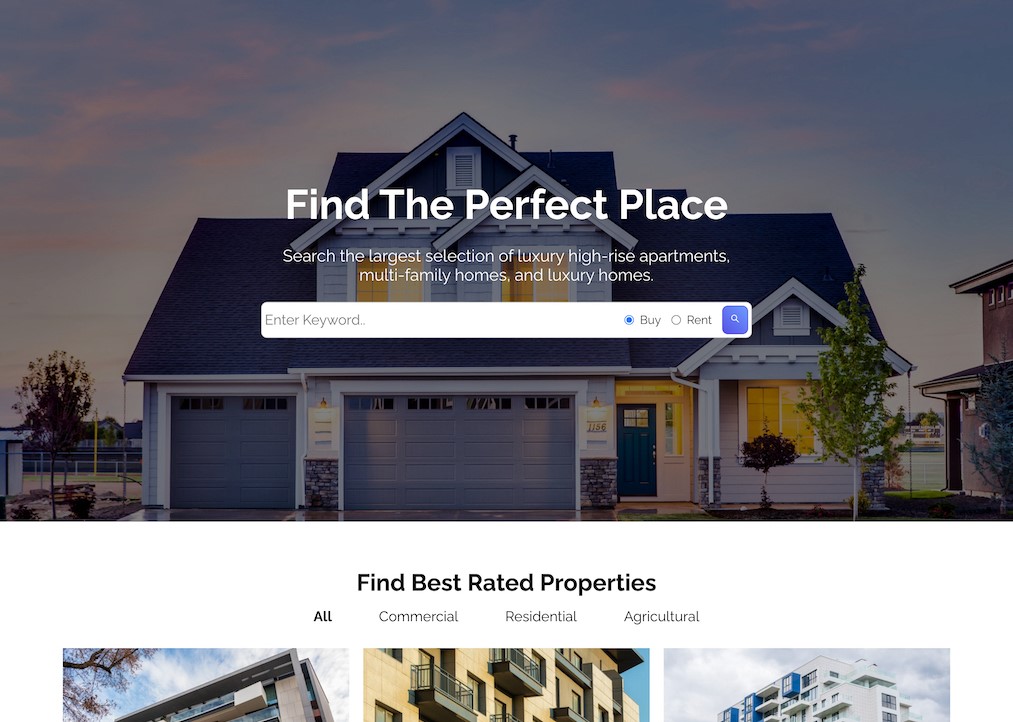 Find The Perfect Place
Search the largest selection of luxury high-rise apartments,
multi-family homes, and luxury homes.
Enter Keyword..
Buy
Rent
1156
Find Best Rated Properties
All
Commercial
Residential
Agricultural